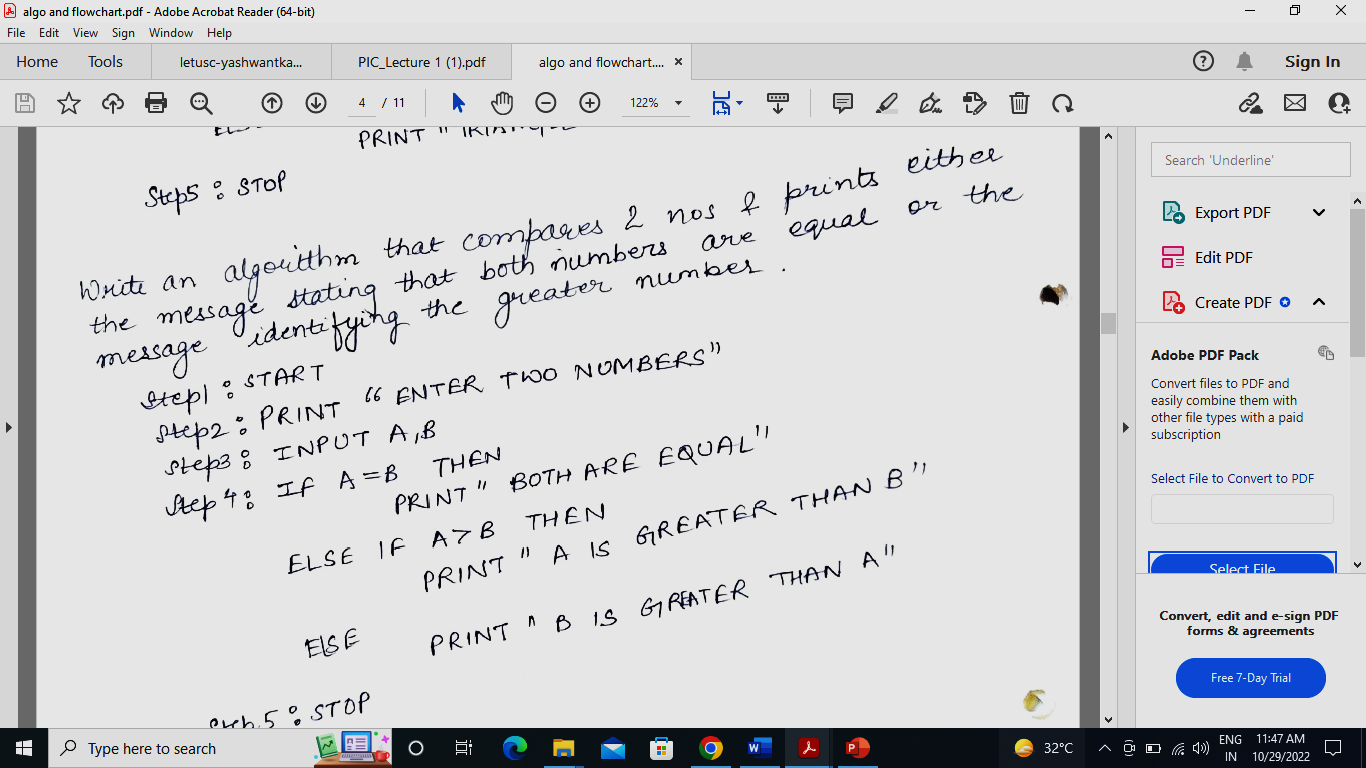 algo and flowchart.pdf - Adobe Acrobat Reader (64-bit)
File Edit View Sign Window Help
Home Tools letusc-yashwantka... PIC_Lecture 1 (1).pdf algo and flowchart.... × Sign In
4 / 11 122%
PRINT "
Step5 : STOP
Write an algorithm that compares 2 nos & prints either
the message stating that both numbers are equal or the
message identifying the greater number.
Step1 : START
Step2 : PRINT "ENTER TWO NUMBERS"
Step3 : INPUT A,B
Step 4 : IF A=B THEN
PRINT " BOTH ARE EQUAL"
ELSE IF A>B THEN
PRINT " A IS GREATER THAN B"
ELSE PRINT " B IS GREATER THAN A"
Step 5 : STOP
Search 'Underline'
Export PDF
Edit PDF
Create PDF
Adobe PDF Pack
Convert files to PDF and
easily combine them with
other file types with a paid
subscription
Select File to Convert to PDF
Select File
Convert, edit and e-sign PDF
forms & agreements
Free 7-Day Trial
Type here to search
32°C
ENG
IN
11:47 AM
10/29/2022